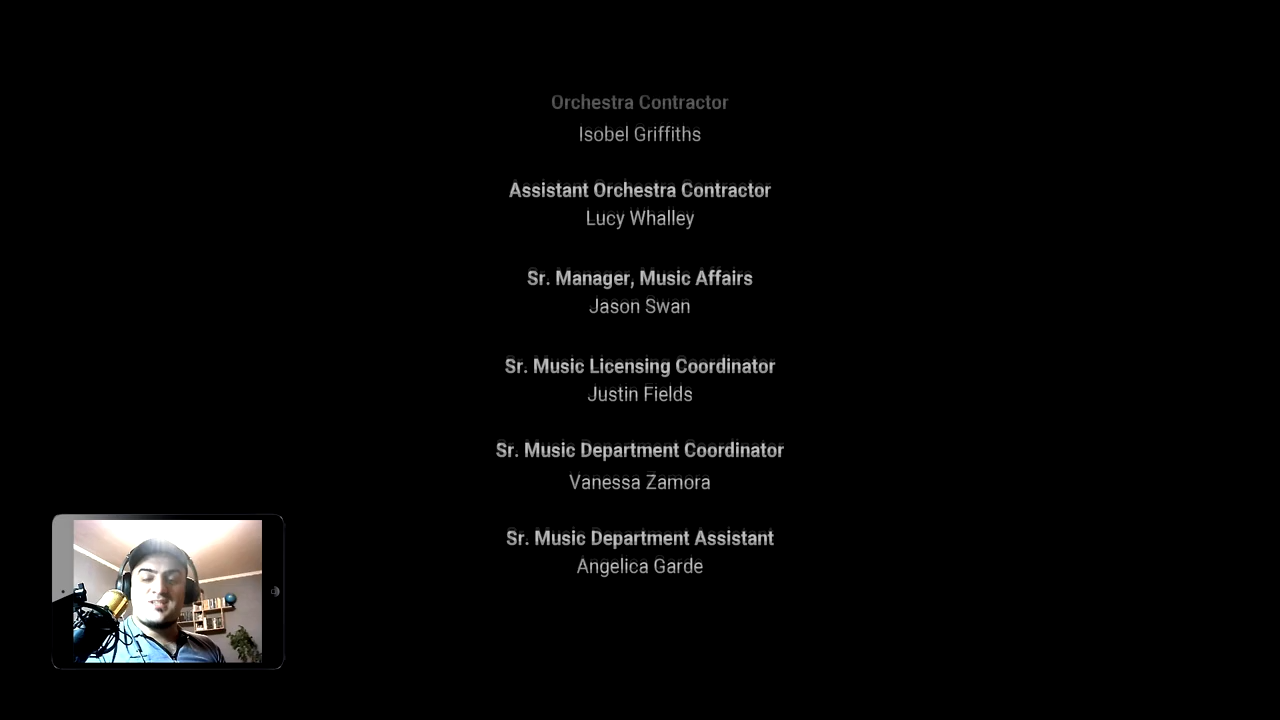 Orchestra Contractor
Isobel Griffiths
Assistant Orchestra Contractor
Lucy Whalley
Sr. Manager, Music Affairs
Jason Swan
Sr. Music Licensing Coordinator
Justin Fields
Sr. Music Department Coordinator
Vanessa Zamora
Sr. Music Department Assistant
Angelica Garde